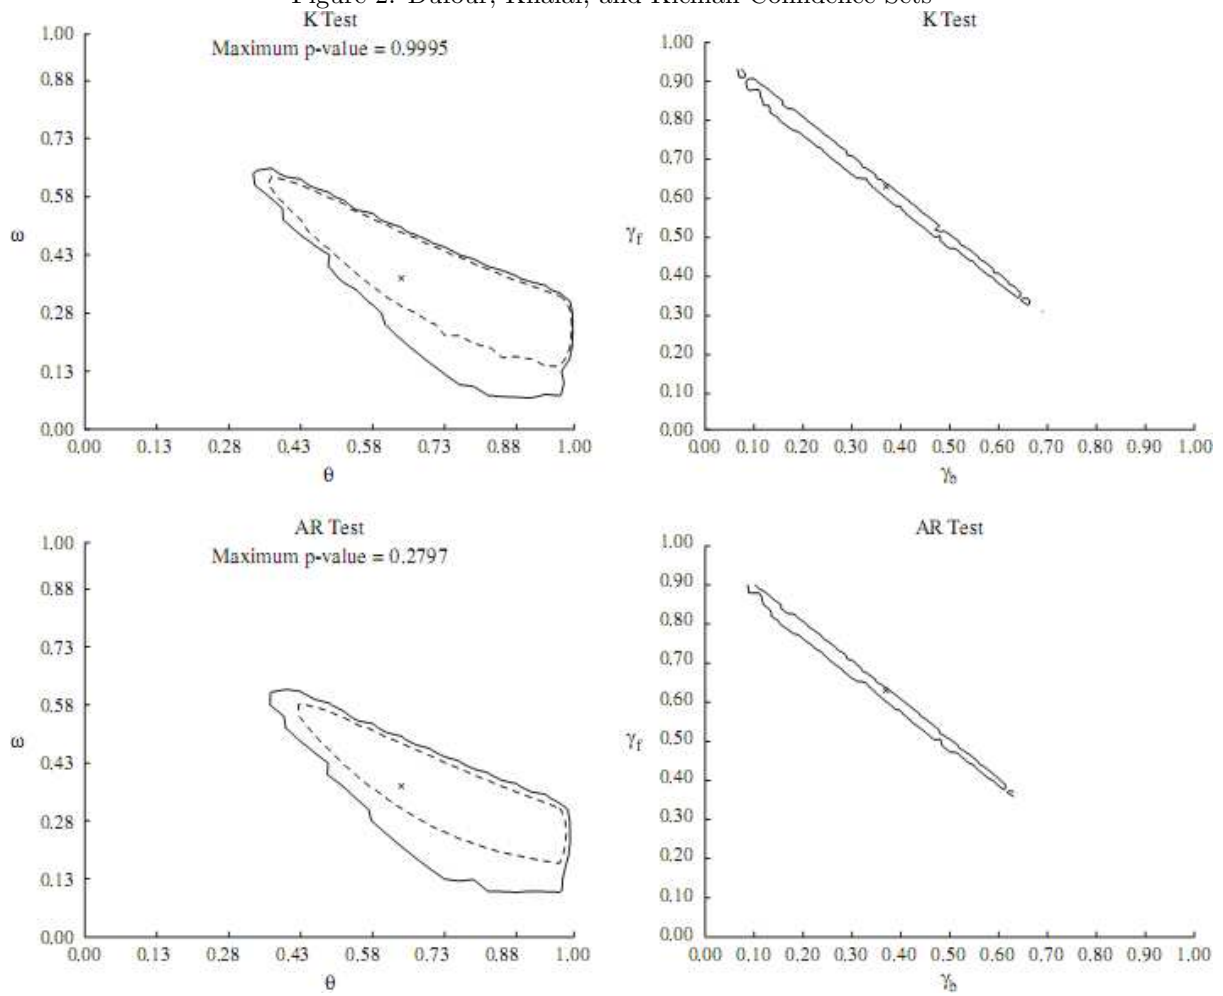 Figure 2: Dufour, Khalaf, and Kichian Confidence Sets
K Test
Maximum p-value = 0.9995
1.00
0.88
0.73
0.58
0.43
0.28
0.13
0.00
ω
0.00 0.13 0.28 0.43 0.58 0.73 0.88 1.00
θ
K Test
1.00
0.90
0.80
0.70
0.60
0.50
0.40
0.30
0.20
0.10
0.00
γf
0.00 0.10 0.20 0.30 0.40 0.50 0.60 0.70 0.80 0.90 1.00
γb
AR Test
Maximum p-value = 0.2797
1.00
0.88
0.73
0.58
0.43
0.28
0.13
0.00
ω
0.00 0.13 0.28 0.43 0.58 0.73 0.88 1.00
θ
AR Test
1.00
0.90
0.80
0.70
0.60
0.50
0.40
0.30
0.20
0.10
0.00
γf
0.00 0.10 0.20 0.30 0.40 0.50 0.60 0.70 0.80 0.90 1.00
γb